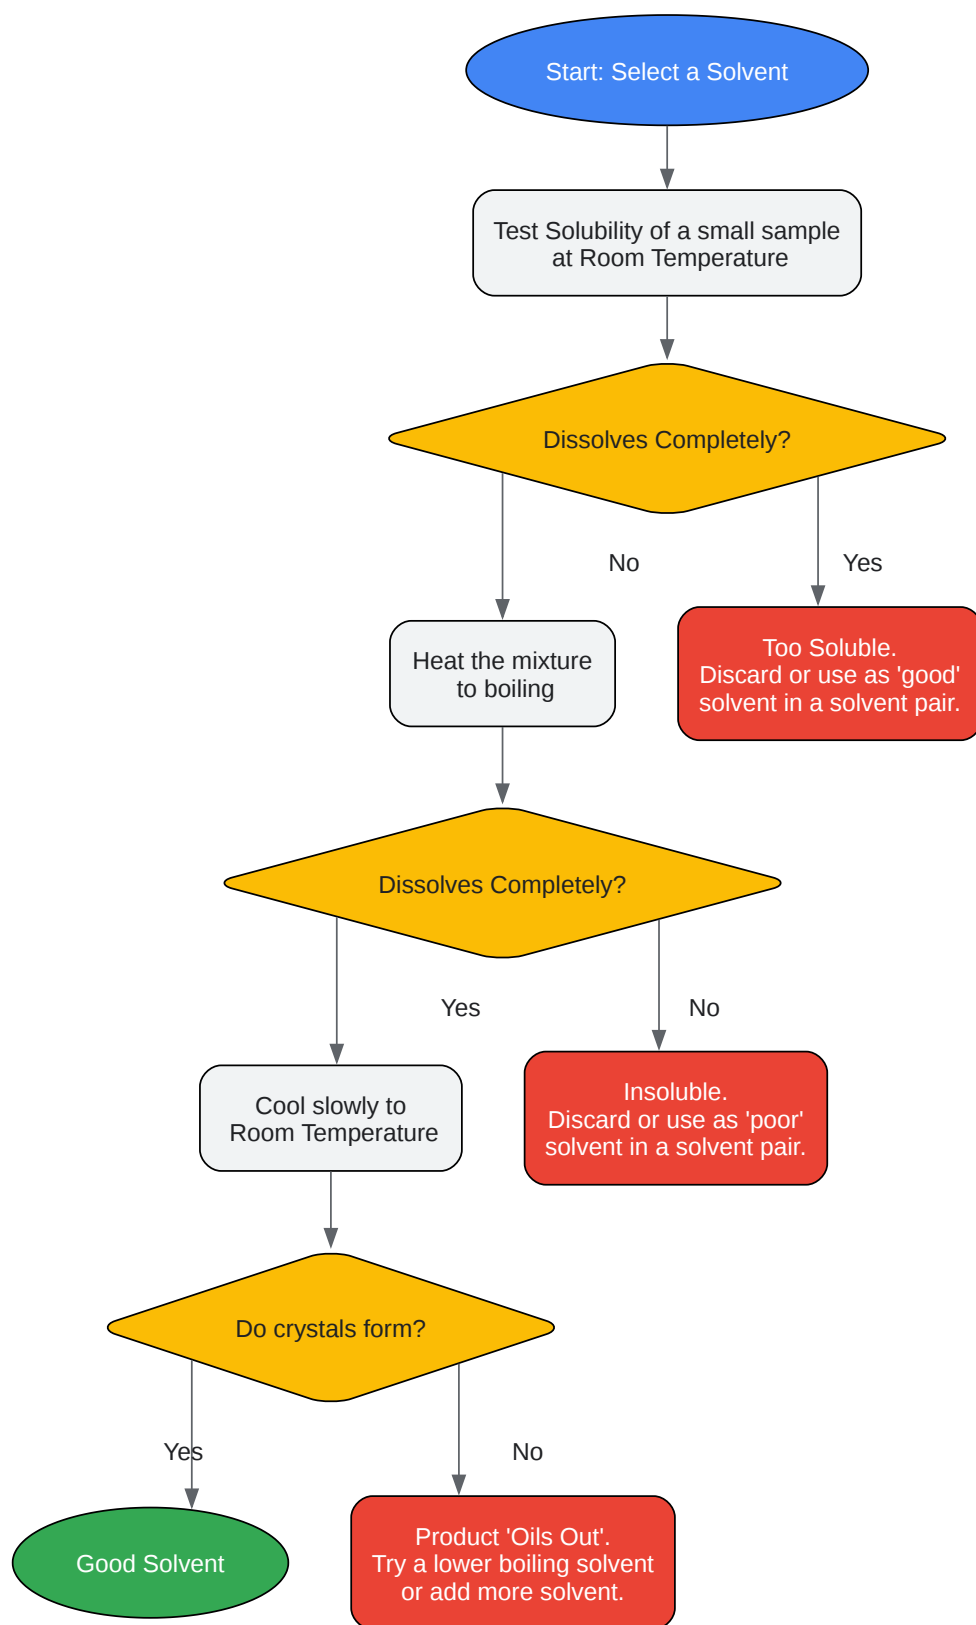 Start: Select a Solvent
Test Solubility of a small sample
at Room Temperature
Dissolves Completely?
No
Yes
Heat the mixture
to boiling
Too Soluble.
Discard or use as 'good'
solvent in a solvent pair.
Dissolves Completely?
Yes
No
Cool slowly to
Room Temperature
Insoluble.
Discard or use as 'poor'
solvent in a solvent pair.
Do crystals form?
Yes
No
Good Solvent
Product 'Oils Out'.
Try a lower boiling solvent
or add more solvent.